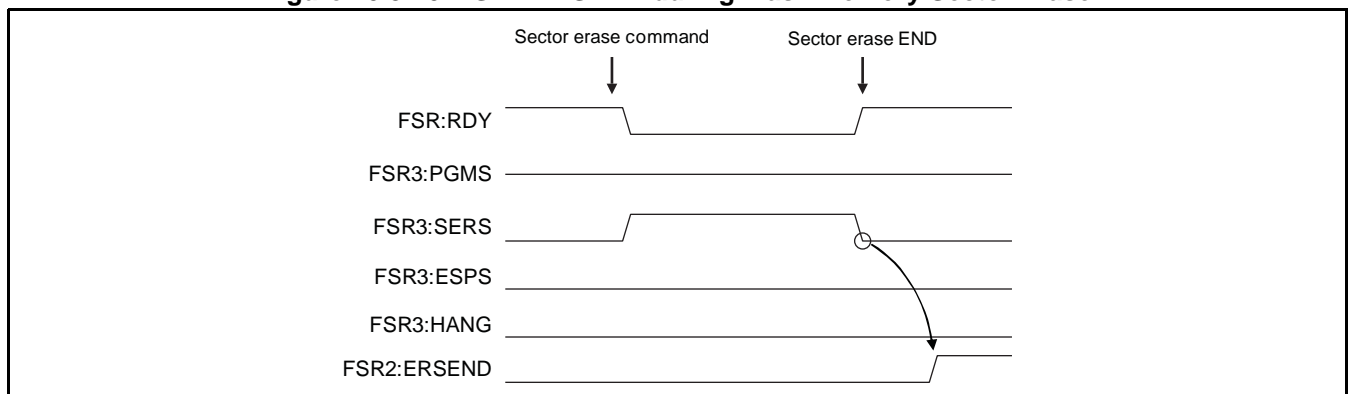 Sector erase command Sector erase END
FSR:RDY
FSR3:PGMS
FSR3:SERS
FSR3:ESPS
FSR3:HANG
FSR2:ERSEND